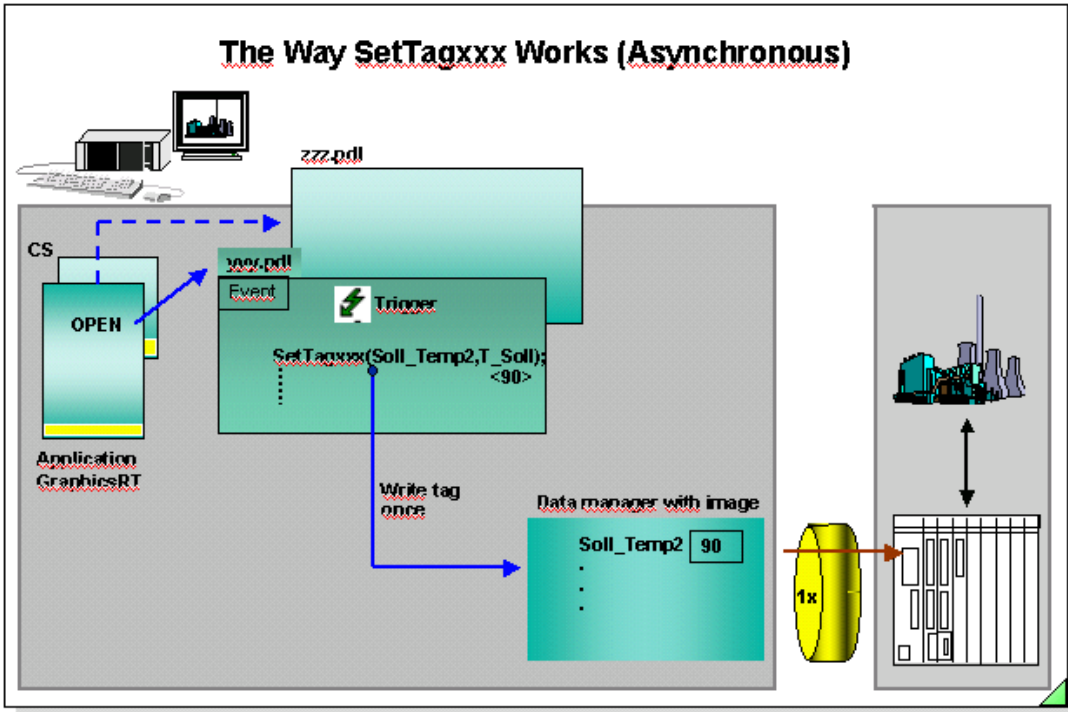 The Way SetTagxxx Works (Asynchronous)
zzz.pdl
CS
yyy.pdl
Event
Trigger
OPEN
SetTagxxx(Soll_Temp2,T_Soll);
<90>
Application
GraphicsRT
Write tag
once
Data manager with image
Soll_Temp2 90
1x